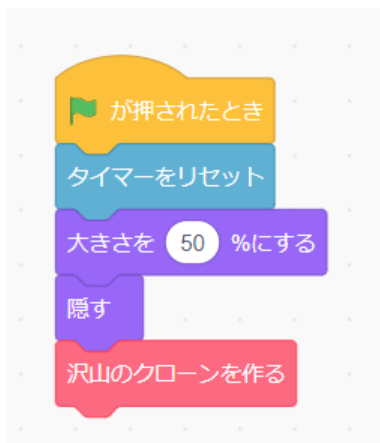 が押されたとき
タイマーをリセット
大きさを 50 %にする
隠す
沢山のクローンを作る